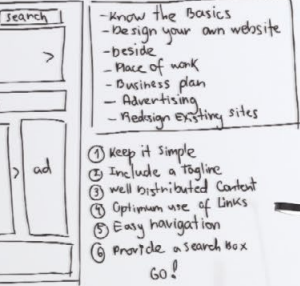 search
>
- Know the Basics
- Design your own website
- beside
- Place of work
- Business plan
- Advertising
- Redesign Existing sites
> ad
① Keep it simple
② Include a Tagline
③ Well Distributed Content
④ Optimum use of Links
⑤ Easy navigation
⑥ Provide a search Box
GO!